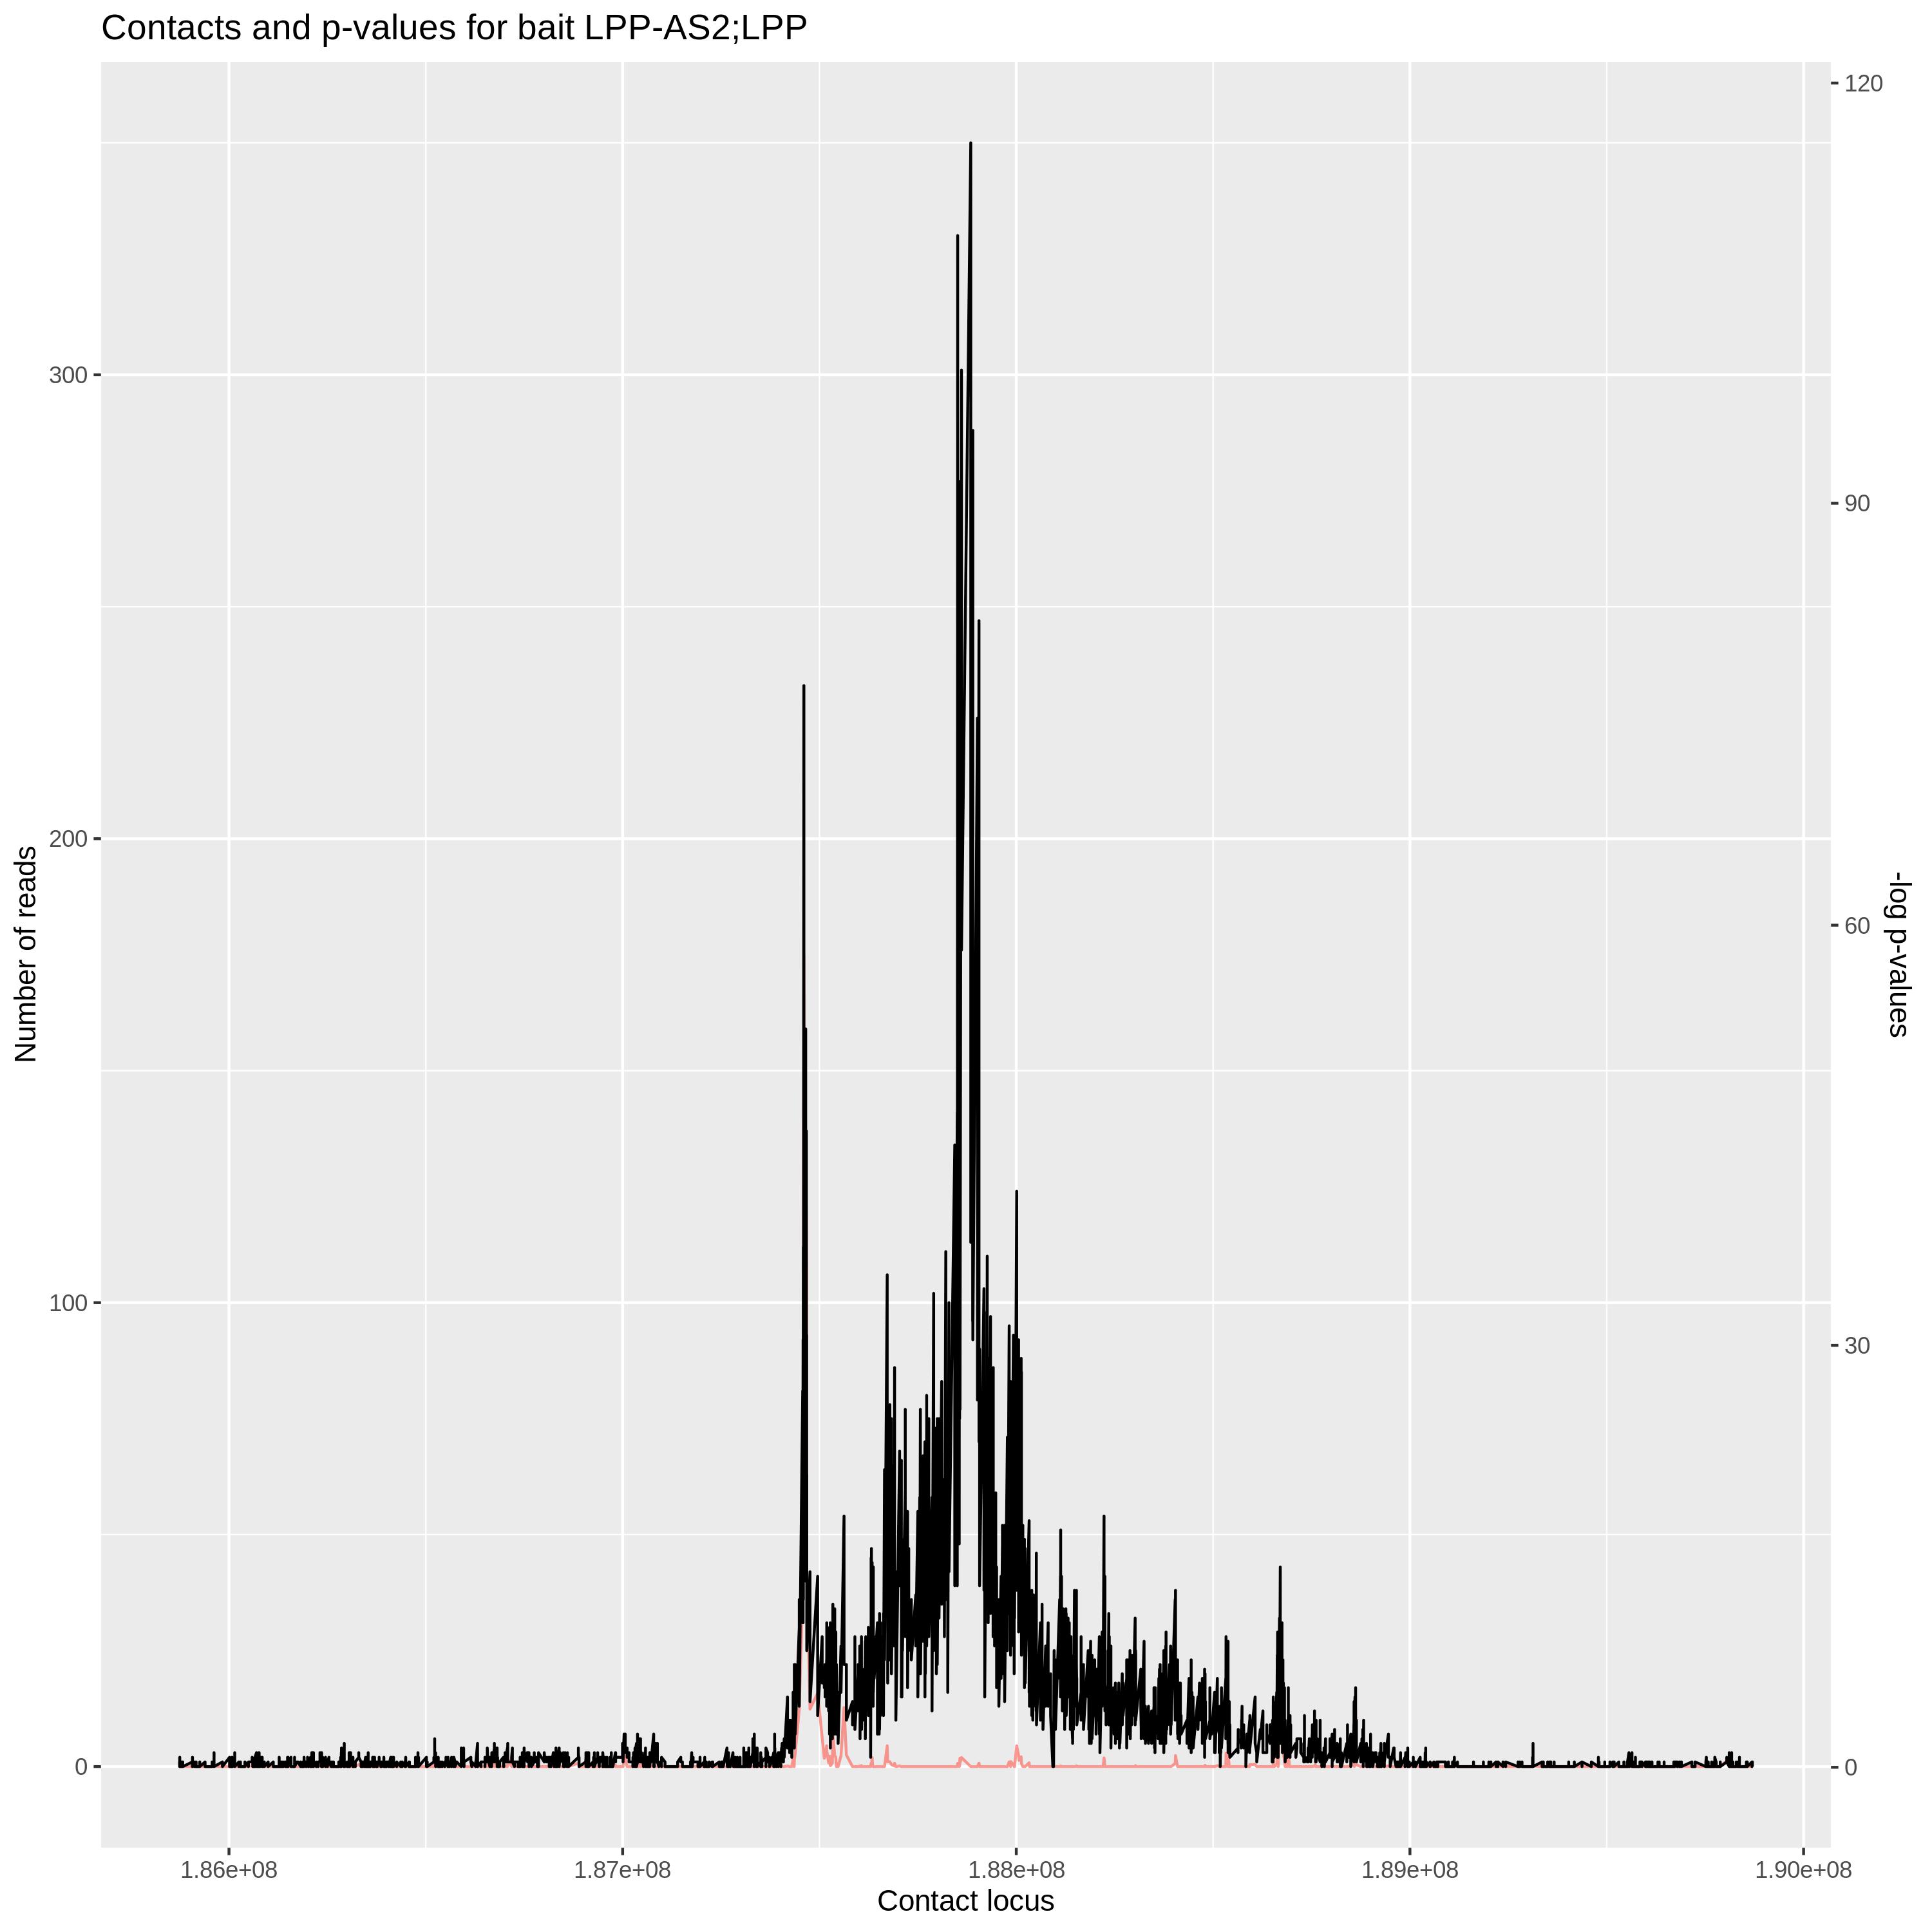 Contacts and p-values for bait LPP-AS2;LPP
120
300
90
200
Number of reads
-log p-values
60
100
30
0
0
1.86e+08
1.87e+08
1.88e+08
1.89e+08
1.90e+08
Contact locus